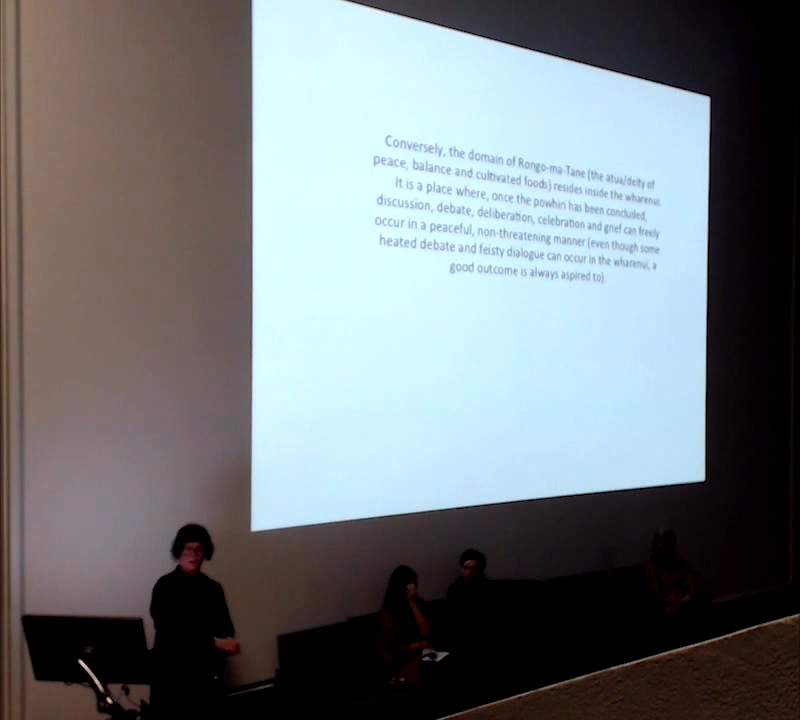 Conversely, the domain of Rongo-ma-Tane (the atua/deity of
peace, balance and cultivated foods) resides inside the wharenui.
It is a place where, once the powhiri has been concluded,
discussion, debate, deliberation, celebration and grief can freely
occur in a peaceful, non-threatening manner (even though some
heated debate and feisty dialogue can occur in the wharenui, a
good outcome is always aspired to).